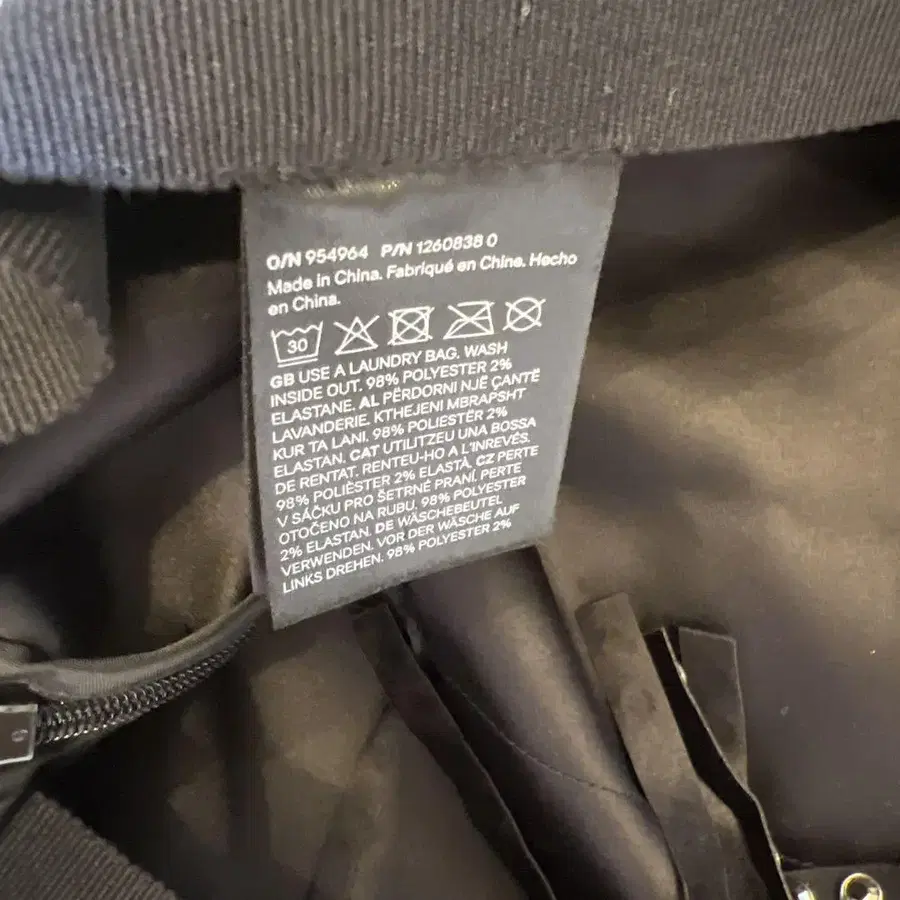 O/N 954964 P/N 1260838 0
Made in China. Fabriqué en Chine. Hecho
en China.
30
GB USE A LAUNDRY BAG. WASH
INSIDE OUT. 98% POLYESTER 2%
ELASTANE. AL PËRDORNI NJË ÇANTË
LAVANDERIE. KTHEJENI MBRAPSHT
KUR TA LANI. 98% POLIESTËR 2%
ELASTAN. CAT UTILITZEU UNA BOSSA
DE RENTAT. RENTEU-HO A L'INREVÉS.
98% POLIÈSTER 2% ELASTÀ. CZ PERTE
V SÁČKU PRO ŠETRNÉ PRANÍ. PERTE
OTOČENO NA RUBU. 98% POLYESTER
2% ELASTAN. DE WÄSCHEBEUTEL
VERWENDEN. VOR DER WÄSCHE AUF
LINKS DREHEN. 98% POLYESTER 2%